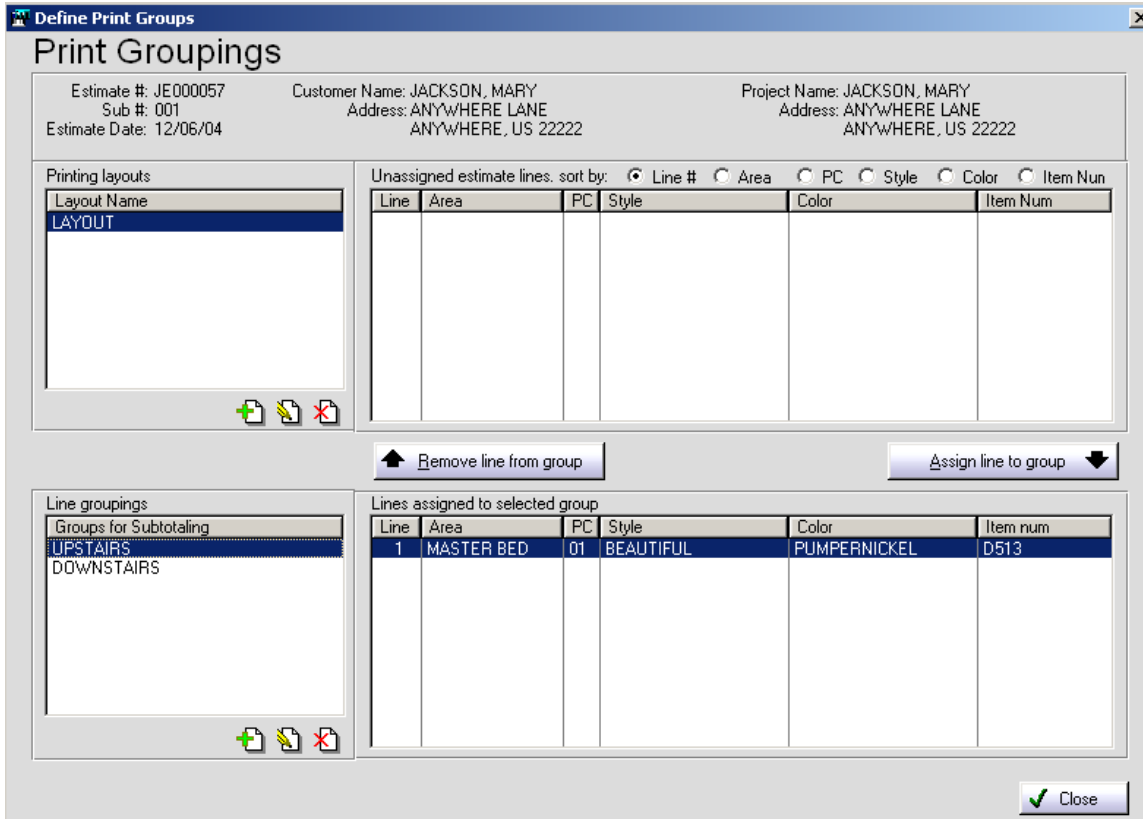 Define Print Groups
Print Groupings
Estimate #: JE000057 Customer Name: JACKSON, MARY Project Name: JACKSON, MARY
Sub #: 001 Address: ANYWHERE LANE Address: ANYWHERE LANE
Estimate Date: 12/06/04 ANYWHERE, US 22222 ANYWHERE, US 22222
Printing layouts Unassigned estimate lines. sort by: Line # Area PC Style Color Item Nun
Layout Name Line Area PC Style Color Item Num
LAYOUT
Remove line from group Assign line to group
Line groupings Lines assigned to selected group
Groups for Subtotaling Line Area PC Style Color Item num
UPSTAIRS 1 MASTER BED 01 BEAUTIFUL PUMPERNICKEL D513
DOWNSTAIRS
Close